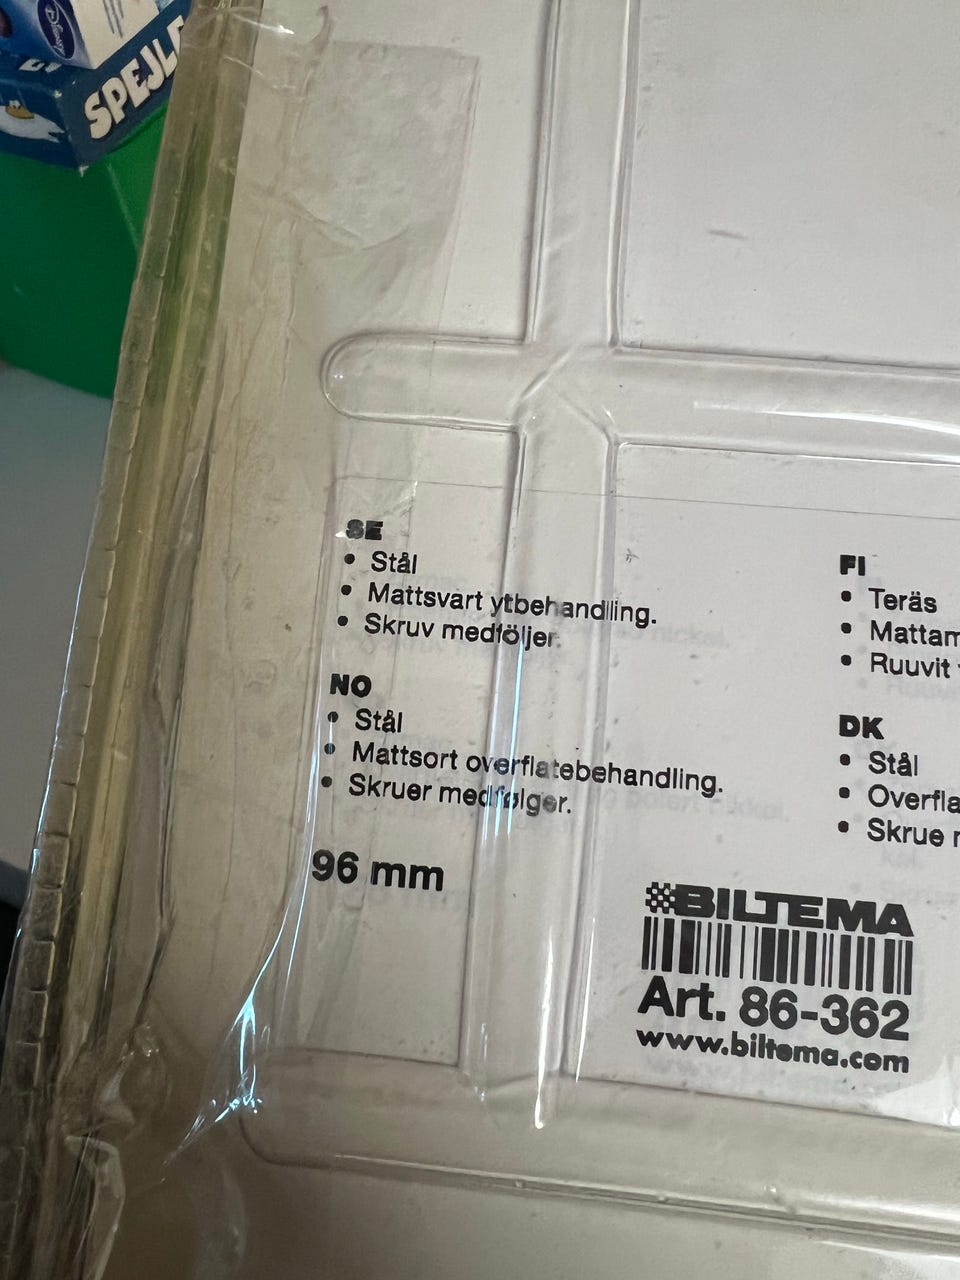 Disney
SPEJL
SE
• Stål
• Mattsvart ytbehandling.
• Skruv medföljer.
NO
• Stål
• Mattsort overflatebehandling.
• Skruer medfølger.
96 mm
FI
• Teräs
• Mattam
• Ruuvit
DK
• Stål
• Overfla
• Skrue
BILTEMA
Art. 86-362
www.biltema.com